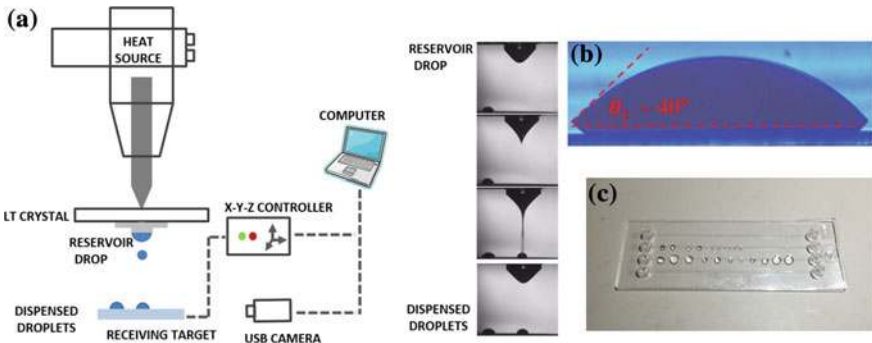 (a)
HEAT
SOURCE
COMPUTER
LT CRYSTAL
X-Y-Z CONTROLLER
RESERVOIR
DROP
DISPENSED
DROPLETS
RECEIVING TARGET
USB CAMERA
RESERVOIR
DROP
DISPENSED
DROPLETS
(b)
~ 40°
(c)